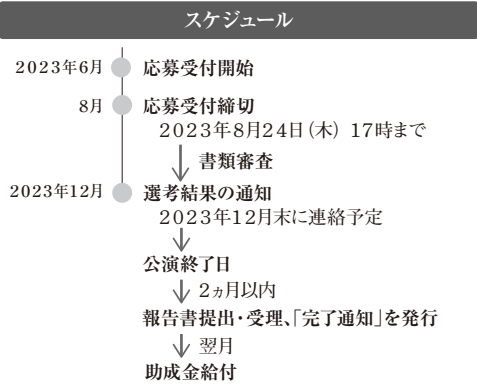 スケジュール
2023年6月 応募受付開始
8月 応募受付締切
2023年8月24日(木) 17時まで
書類審査
2023年12月 選考結果の通知
2023年12月末に連絡予定
公演終了日
2ヵ月以内
報告書提出・受理、「完了通知」を発行
翌月
助成金給付